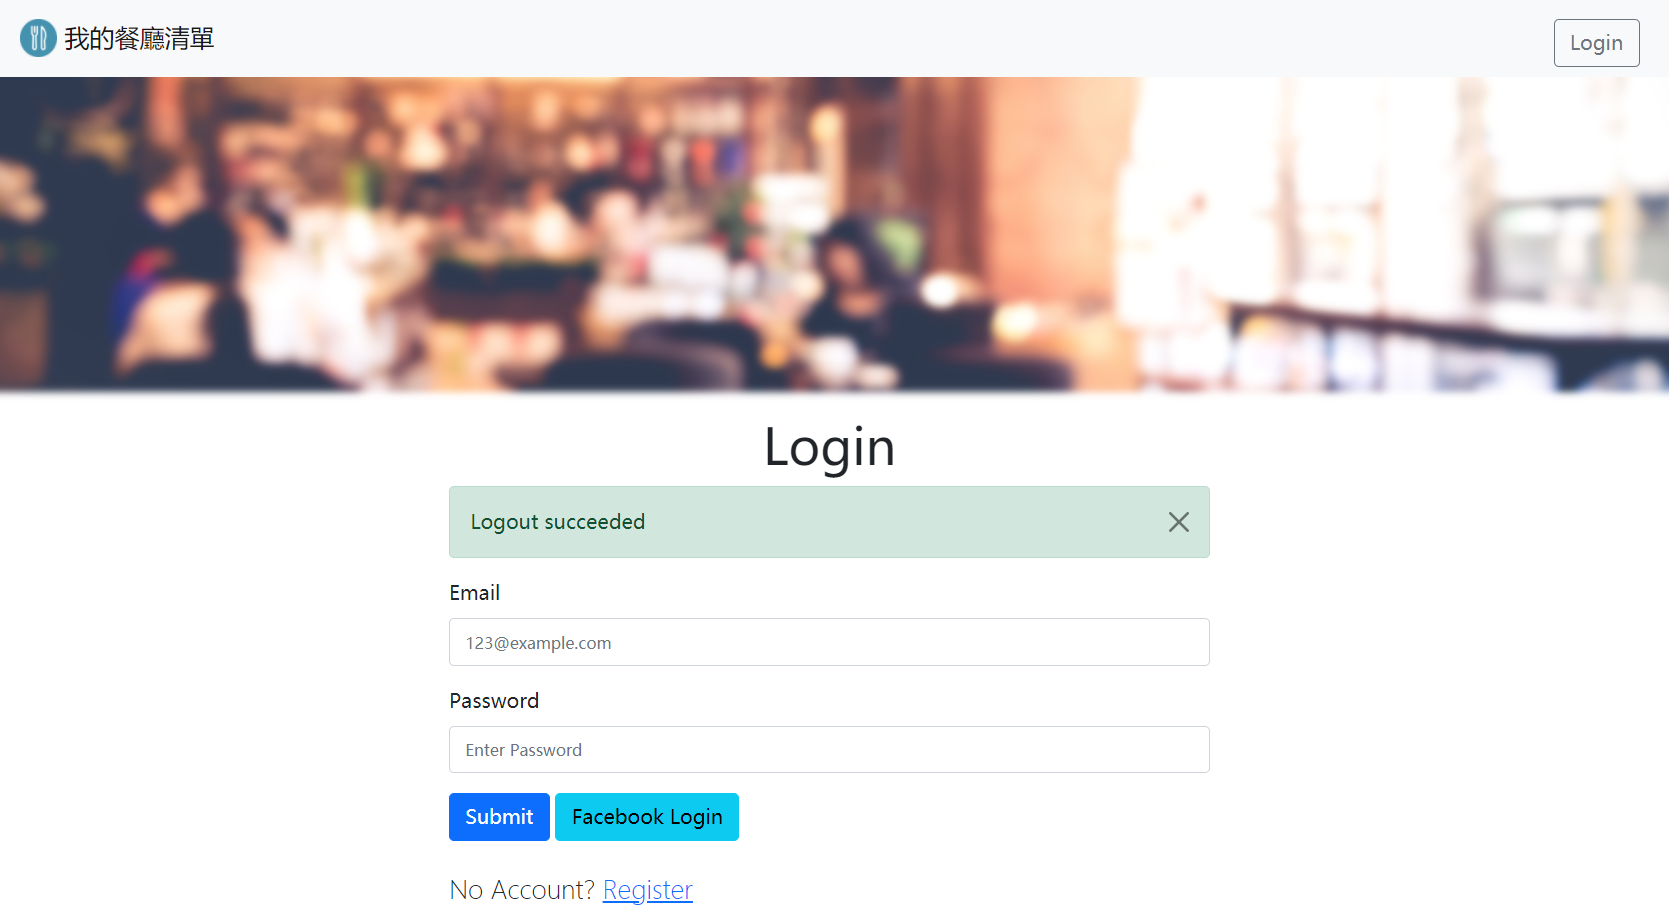 我的餐廳清單
Login
Login
Logout succeeded
Email
123@example.com
Password
Enter Password
Submit Facebook Login
No Account? Register